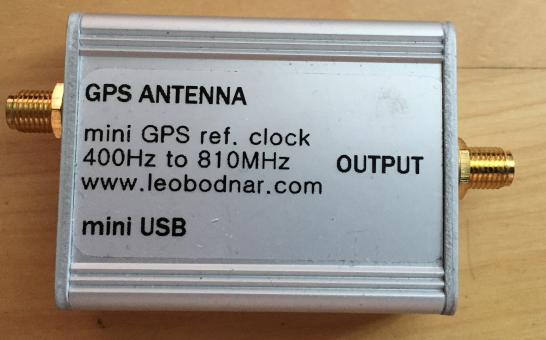 GPS ANTENNA
mini GPS ref. clock
400Hz to 810MHz
OUTPUT
www.leobodnar.com
mini USB